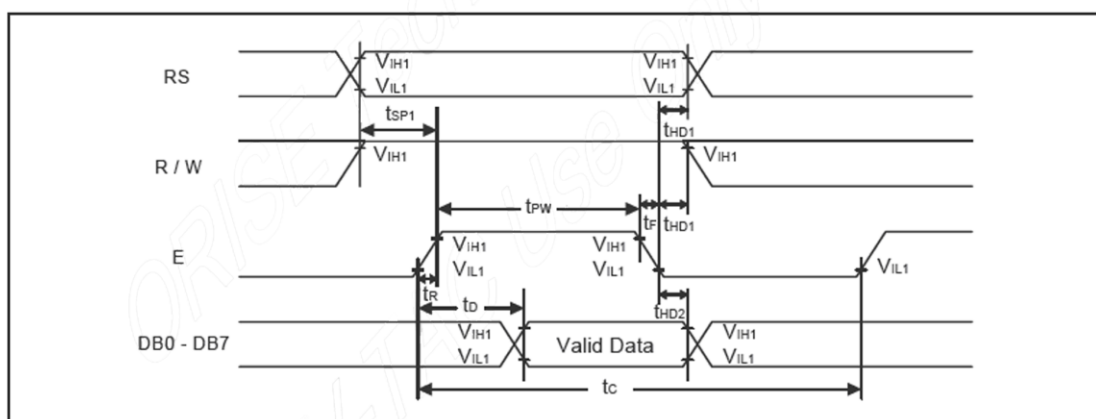 RS
VIH1
VIL1
VIH1
VIL1
tSP1
tHD1
R / W
VIH1
VIH1
tPW
tF
tHD1
E
VIH1
VIL1
VIH1
VIL1
VIL1
tR
tD
tHD2
DB0 - DB7
VIH1
VIL1
Valid Data
VIH1
VIL1
tC